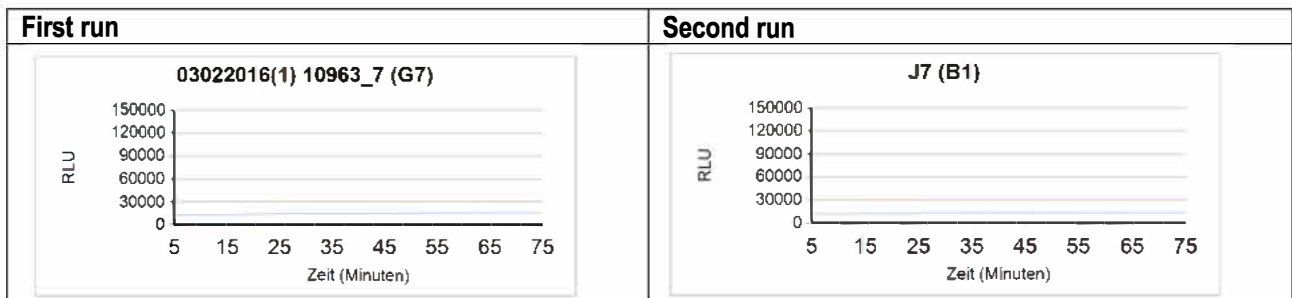 First run
Second run
03022016(1) 10963_7 (G7)
150000
120000
90000
60000
30000
0
RLU
5 15 25 35 45 55 65 75
Zeit (Minuten)
J7 (B1)
150000
120000
90000
60000
30000
0
RLU
5 15 25 35 45 55 65 75
Zeit (Minuten)